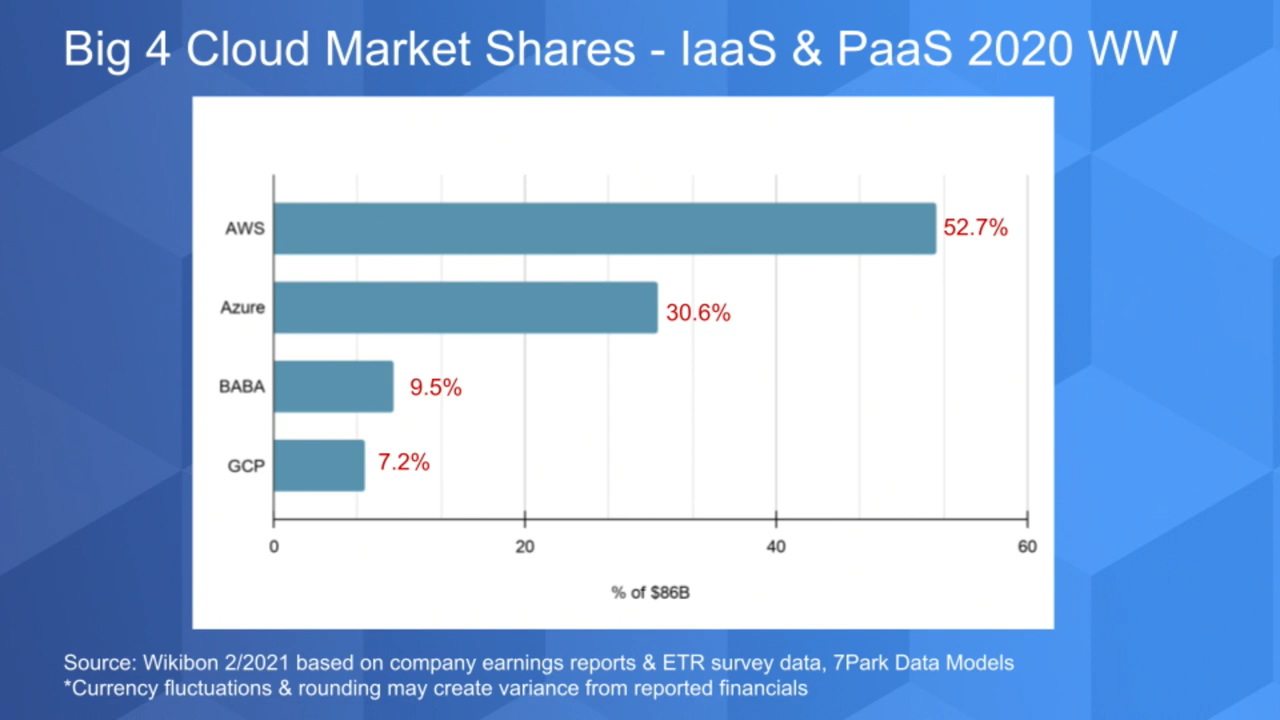 Big 4 Cloud Market Shares - IaaS & PaaS 2020 WW
AWS
52.7%
Azure
30.6%
BABA
9.5%
GCP
7.2%
0 20 40 60
% of $86B
Source: Wikibon 2/2021 based on company earnings reports & ETR survey data, 7Park Data Models
*Currency fluctuations & rounding may create variance from reported financials